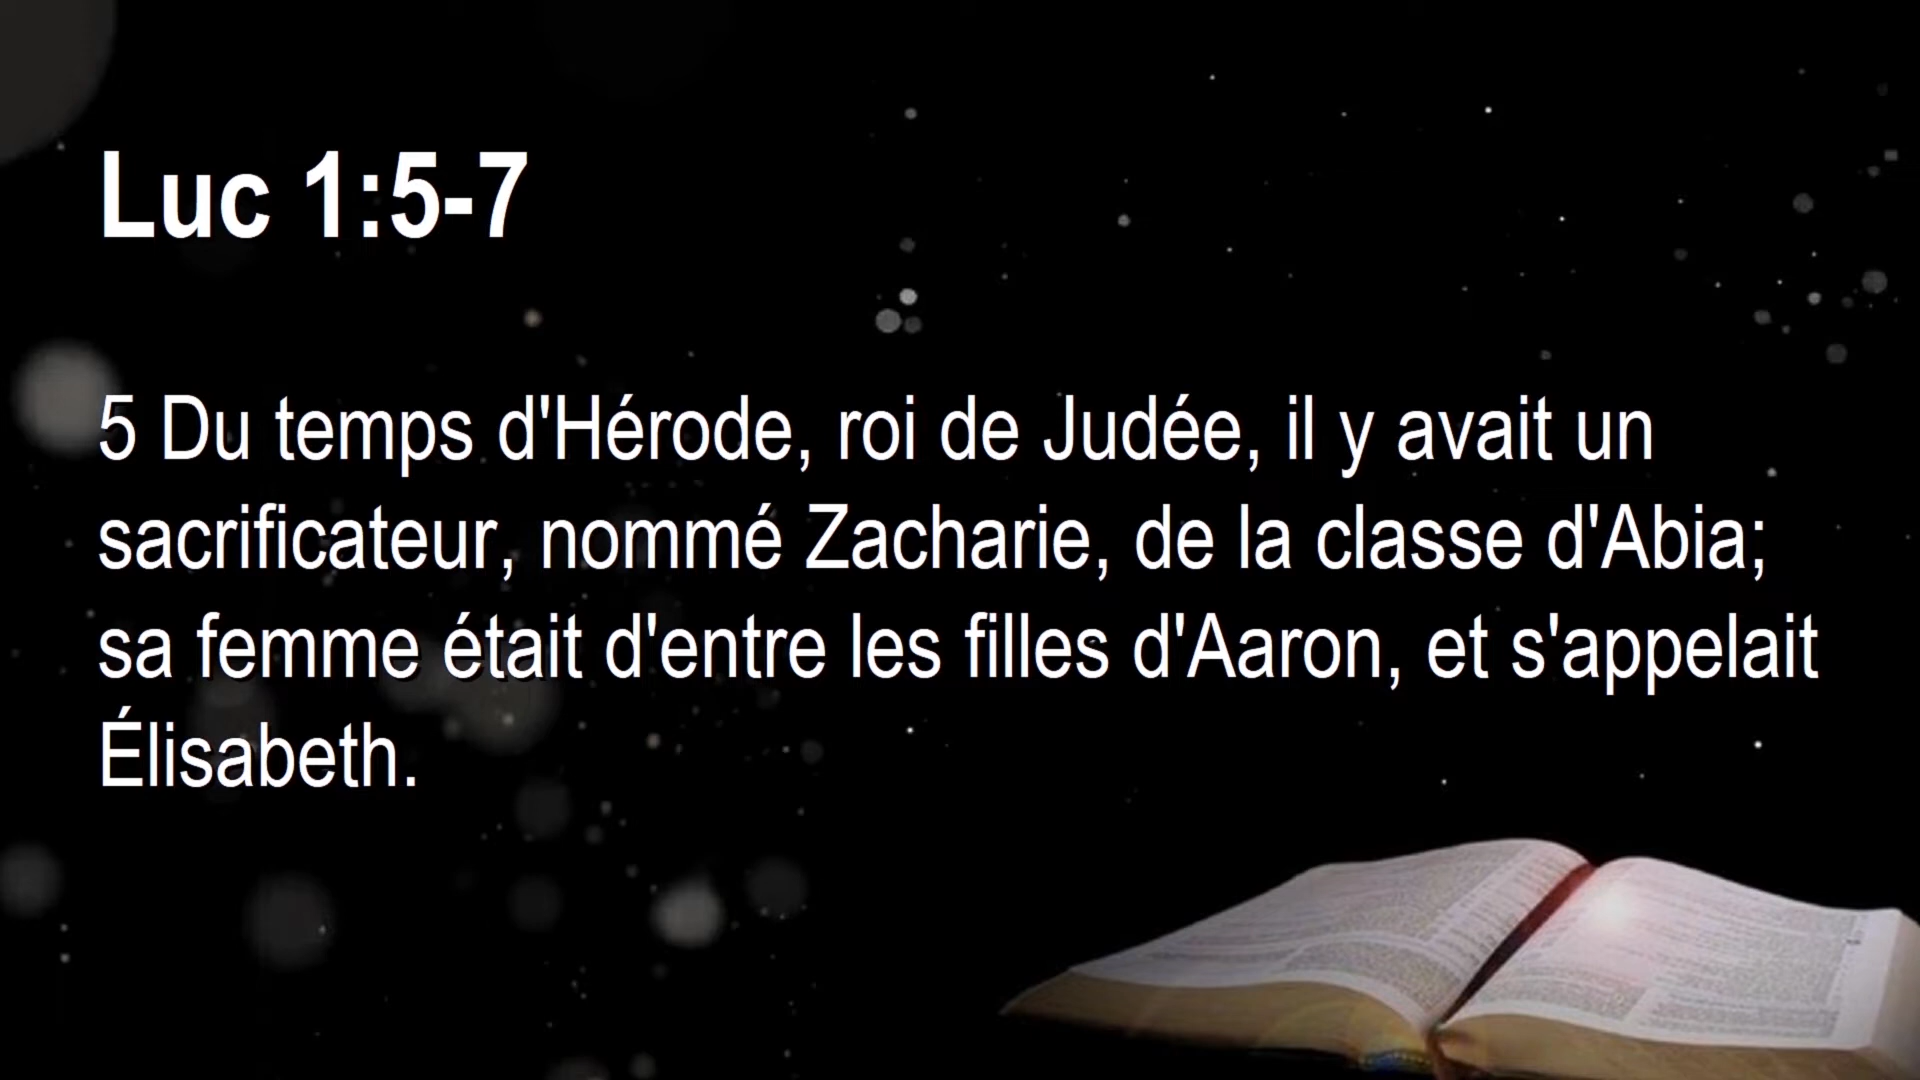 Luc 1:5-7
5 Du temps d'Hérode, roi de Judée, il y avait un
sacrificateur, nommé Zacharie, de la classe d'Abia;
sa femme était d'entre les filles d'Aaron, et s'appelait
Élisabeth.